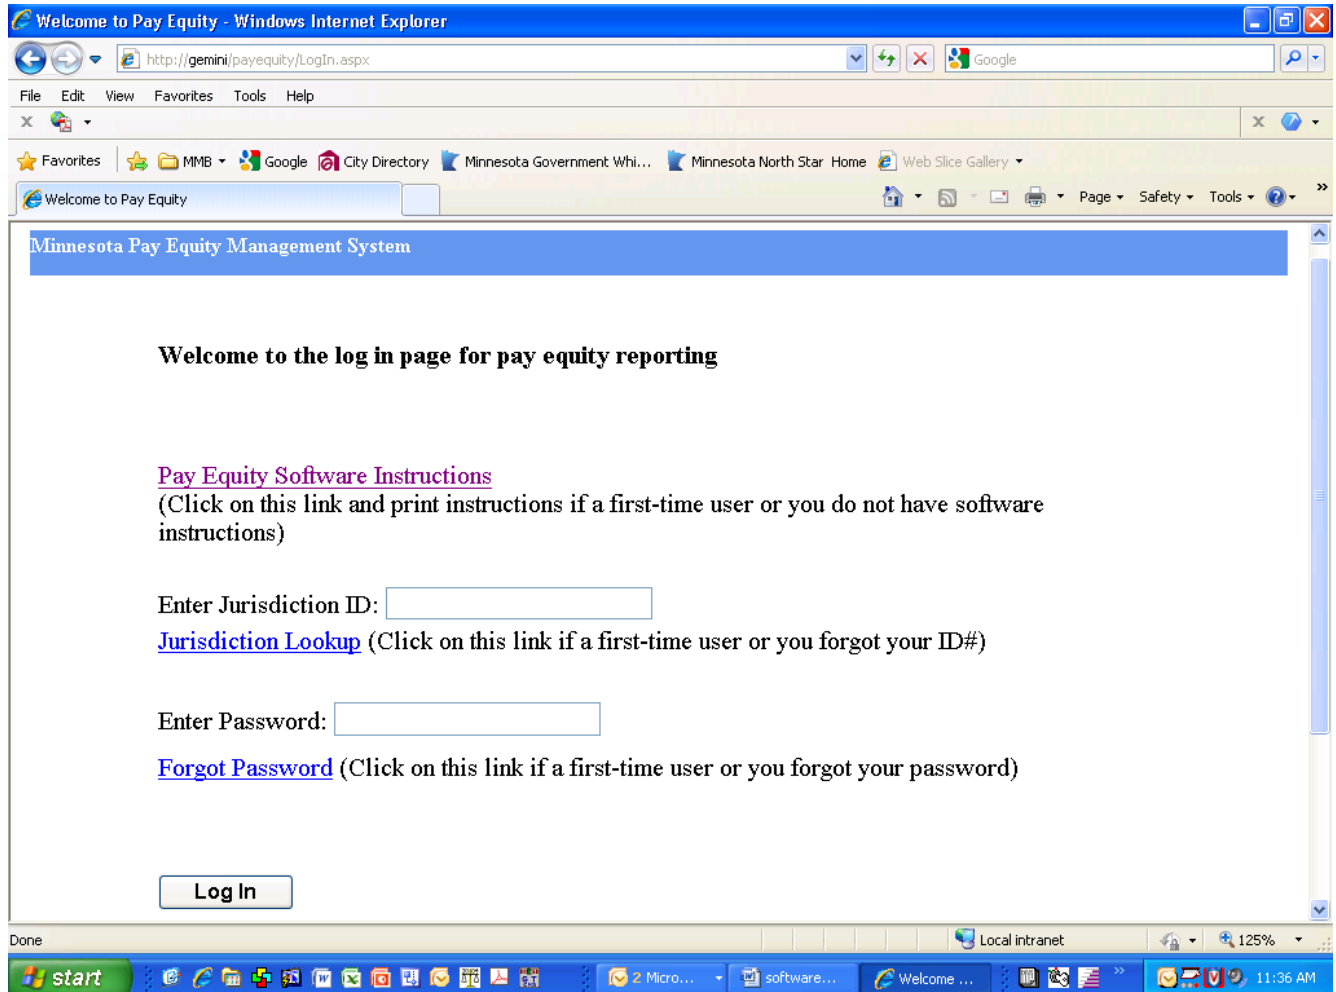 Welcome to Pay Equity - Windows Internet Explorer
http://gemini/payequity/LogIn.aspx
Google
File Edit View Favorites Tools Help
Favorites MMB Google City Directory Minnesota Government Whi... Minnesota North Star Home Web Slice Gallery
Welcome to Pay Equity
Page Safety Tools
Minnesota Pay Equity Management System
Welcome to the log in page for pay equity reporting
Pay Equity Software Instructions
(Click on this link and print instructions if a first-time user or you do not have software
instructions)
Enter Jurisdiction ID:
Jurisdiction Lookup (Click on this link if a first-time user or you forgot your ID#)
Enter Password:
Forgot Password (Click on this link if a first-time user or you forgot your password)
Log In
Done Local intranet 125%
start 2 Micro... software... Welcome ... 11:36 AM